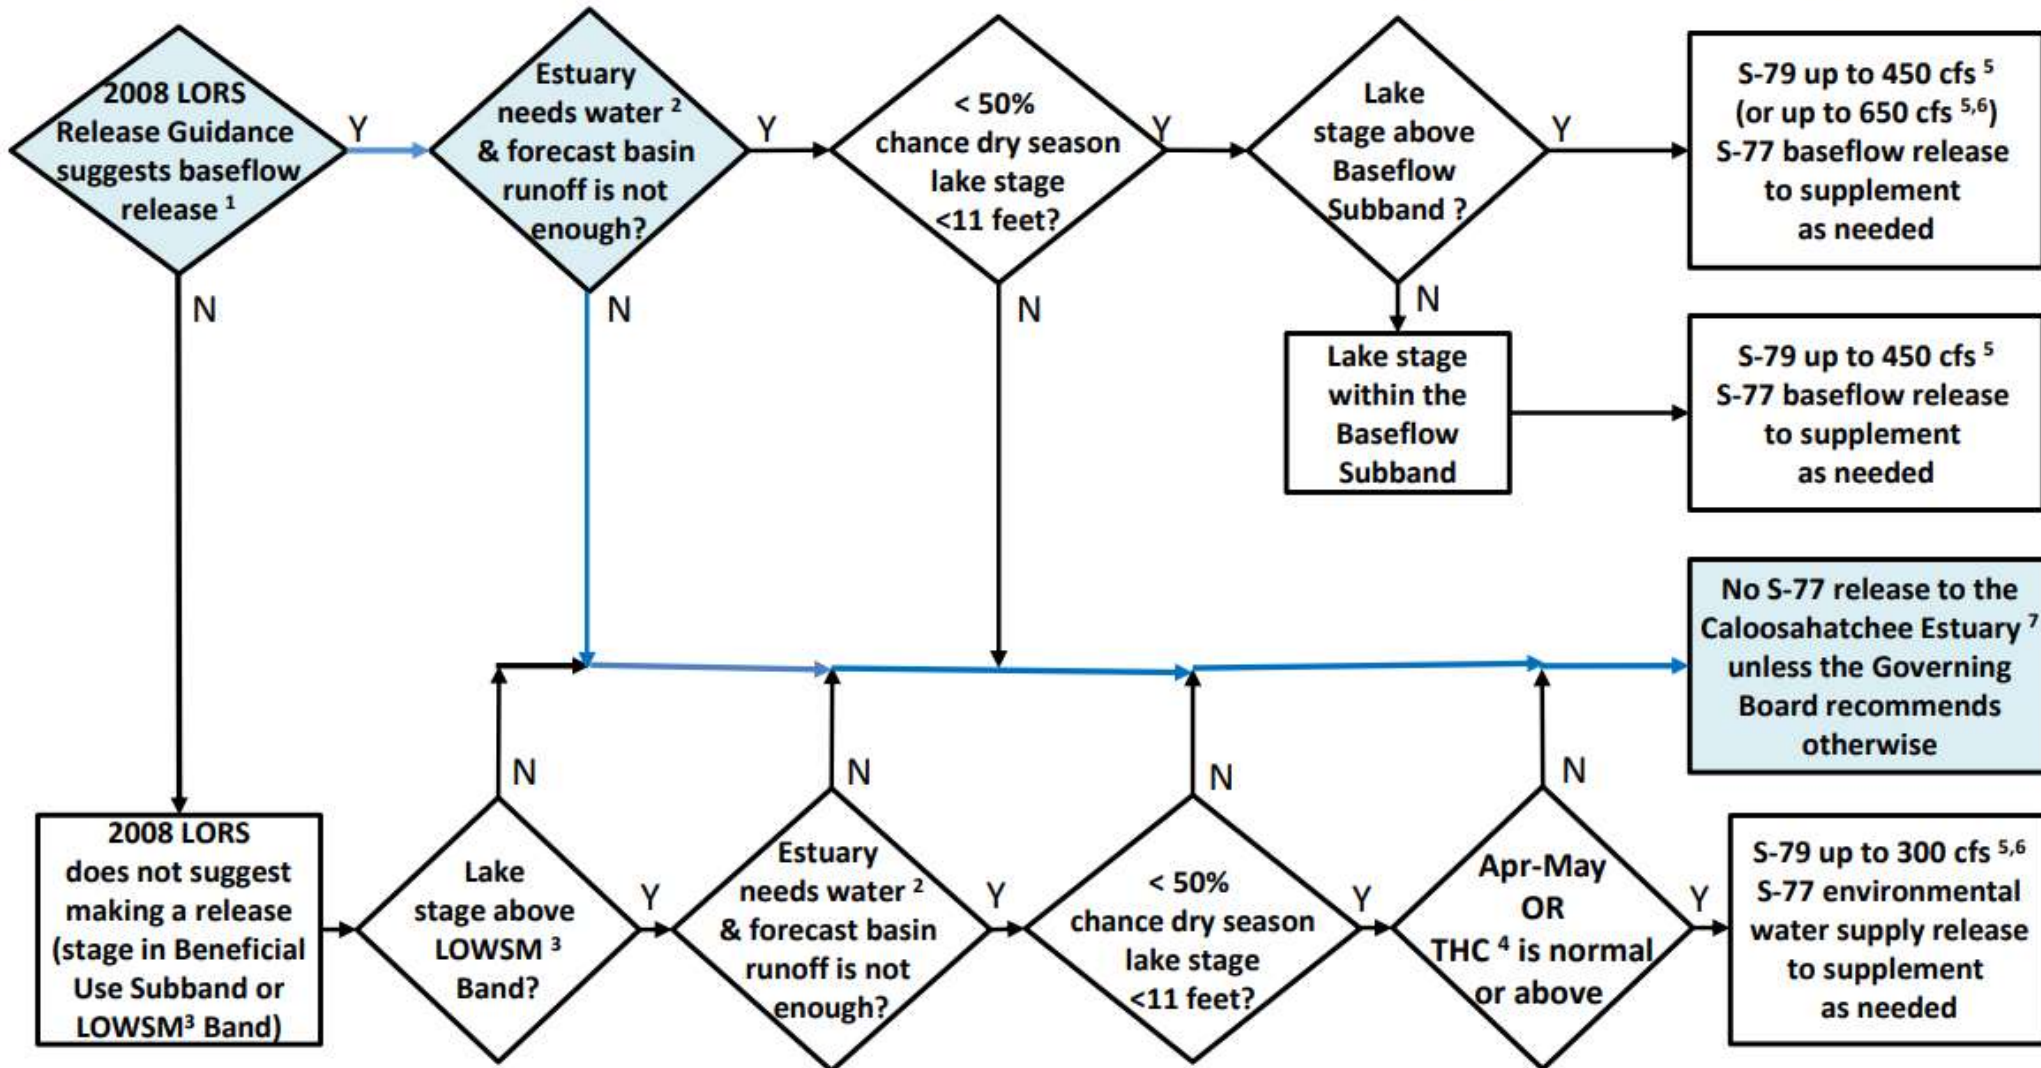 2008 LORS
Release Guidance
suggests baseflow
release 1
Y
N
Estuary
needs water 2
& forecast basin
runoff is not
enough?
Y
N
< 50%
chance dry season
lake stage
<11 feet?
Y
N
Lake
stage above
Baseflow
Subband ?
Y
N
S-79 up to 450 cfs 5
(or up to 650 cfs 5,6)
S-77 baseflow release
to supplement
as needed
Lake stage
within the
Baseflow
Subband
S-79 up to 450 cfs 5
S-77 baseflow release
to supplement
as needed
No S-77 release to the
Caloosahatchee Estuary 7
unless the Governing
Board recommends
otherwise
2008 LORS
does not suggest
making a release
(stage in Beneficial
Use Subband or
LOWSM3 Band)
Lake
stage above
LOWSM 3
Band?
N
Y
Estuary
needs water 2
& forecast basin
runoff is not
enough?
N
Y
< 50%
chance dry season
lake stage
<11 feet?
N
Y
Apr-May
OR
THC 4 is normal
or above
N
Y
S-79 up to 300 cfs 5,6
S-77 environmental
water supply release
to supplement
as needed